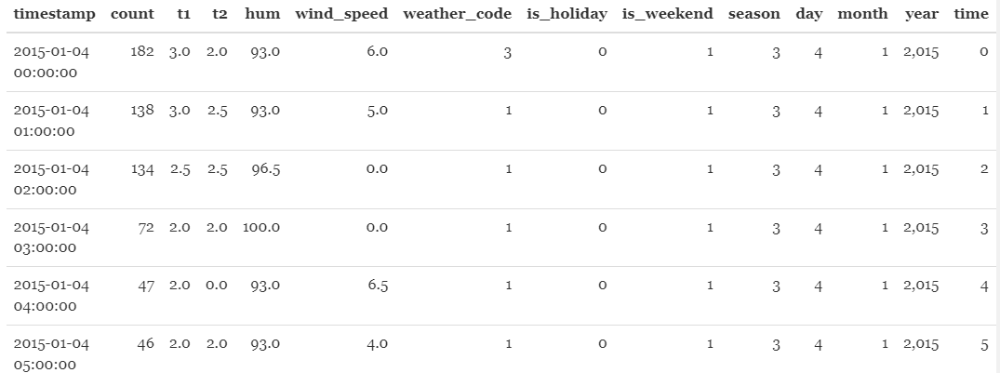 timestamp count t1 t2 hum wind_speed weather_code is_holiday is_weekend season day month year time
2015-01-04 182 3.0 2.0 93.0 6.0 3 0 1 3 4 1 2,015 0
00:00:00
2015-01-04 138 3.0 2.5 93.0 5.0 1 0 1 3 4 1 2,015 1
01:00:00
2015-01-04 134 2.5 2.5 96.5 0.0 1 0 1 3 4 1 2,015 2
02:00:00
2015-01-04 72 2.0 2.0 100.0 0.0 1 0 1 3 4 1 2,015 3
03:00:00
2015-01-04 47 2.0 0.0 93.0 6.5 1 0 1 3 4 1 2,015 4
04:00:00
2015-01-04 46 2.0 2.0 93.0 4.0 1 0 1 3 4 1 2,015 5
05:00:00